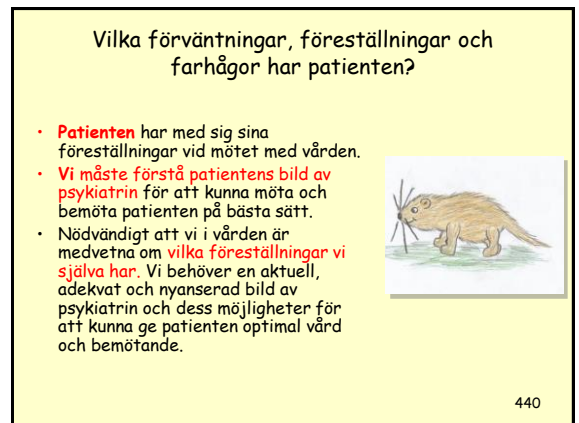 Vilka förväntningar, föreställningar och
farhågor har patienten?
• Patienten har med sig sina
föreställningar vid mötet med vården.
• Vi måste förstå patientens bild av
psykiatrin för att kunna möta och
bemöta patienten på bästa sätt.
• Nödvändigt att vi i vården är
medvetna om vilka föreställningar vi
själva har. Vi behöver en aktuell,
adekvat och nyanserad bild av
psykiatrin och dess möjligheter för
att kunna ge patienten optimal vård
och bemötande.
440